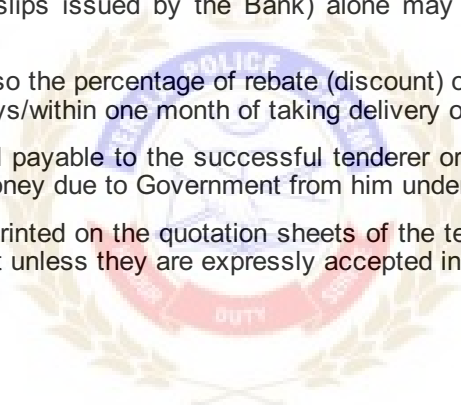 slips issued by the Bank) alone may
so the percentage of rebate (discount) o
ys/within one month of taking delivery o
payable to the successful tenderer or
oney due to Government from him under
rinted on the quotation sheets of the te
t unless they are expressly accepted in
KERALA POLICE ACADEMY
DUTY